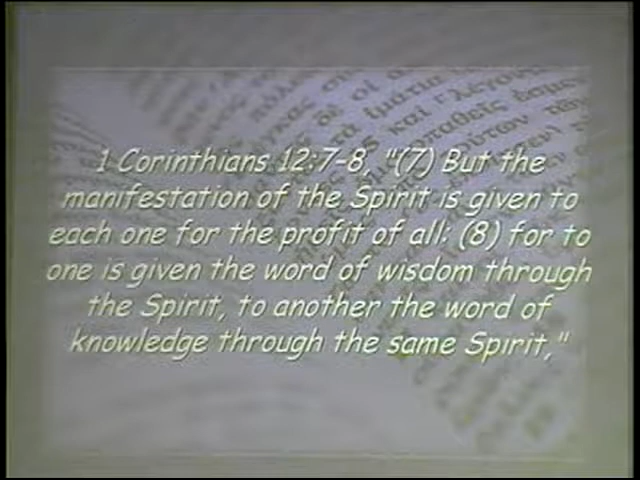 1 Corinthians 12:7-8, "(7) But the
manifestation of the Spirit is given to
each one for the profit of all: (8) for to
one is given the word of wisdom through
the Spirit, to another the word of
knowledge through the same Spirit,"
ἱμάτια
καὶ